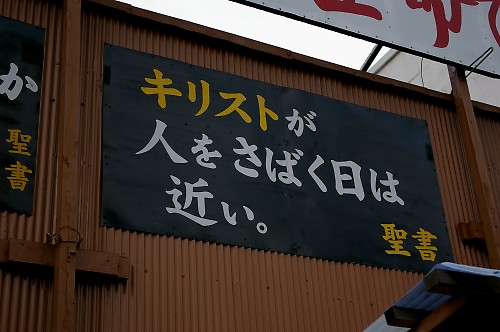 か
聖書
キリストが
人をさばく日は
近い。
聖書